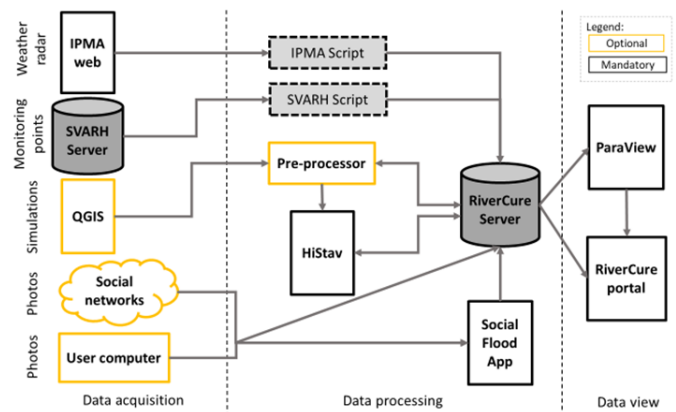 Weather
radar
IPMA
web
IPMA Script
Legend:
Optional
Mandatory
Monitoring
points
SVARH
Server
SVARH Script
ParaView
Simulations
QGIS
Pre-processor
RiverCure
Server
HiStav
RiverCure
portal
Photos
Social
networks
Social
Flood
App
Photos
User computer
Data acquisition
Data processing
Data view